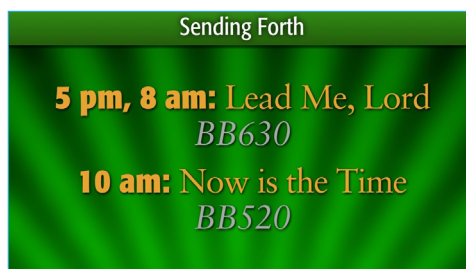 Sending Forth
5 pm, 8 am: Lead Me, Lord
BB630
10 am: Now is the Time
BB520